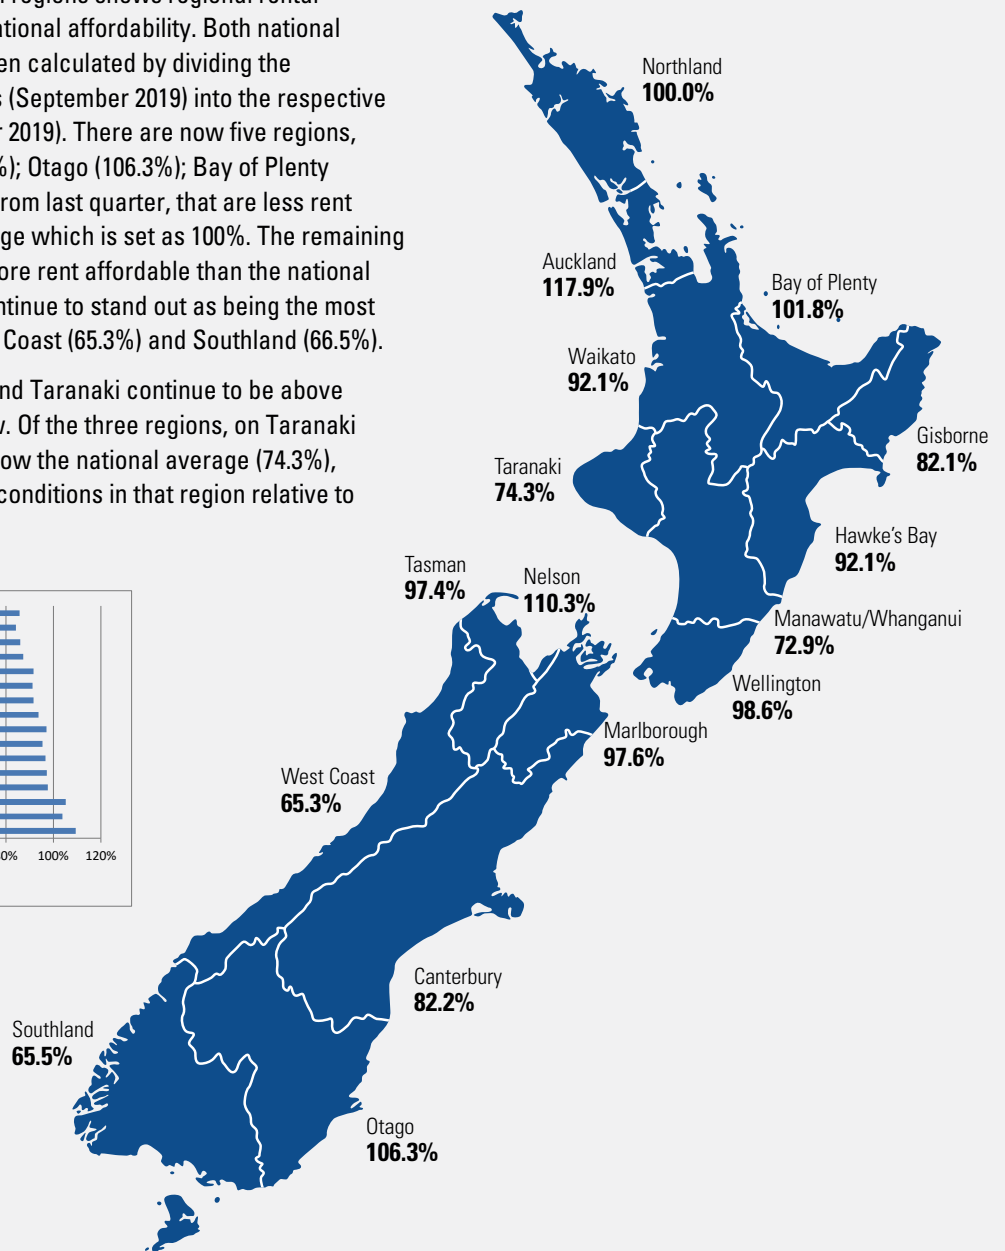 regions shows regional rental
ational affordability. Both national
en calculated by dividing the
s (September 2019) into the respective
r 2019). There are now five regions,
%); Otago (106.3%); Bay of Plenty
from last quarter, that are less rent
ge which is set as 100%. The remaining
ore rent affordable than the national
ntinue to stand out as being the most
Coast (65.3%) and Southland (66.5%).
nd Taranaki continue to be above
w. Of the three regions, on Taranaki
low the national average (74.3%),
conditions in that region relative to
0% 100% 120%
Northland
100.0%
Auckland
117.9%
Bay of Plenty
101.8%
Waikato
92.1%
Gisborne
82.1%
Taranaki
74.3%
Hawke's Bay
92.1%
Tasman
97.4%
Nelson
110.3%
Manawatu/Whanganui
72.9%
Wellington
98.6%
Marlborough
97.6%
West Coast
65.3%
Canterbury
82.2%
Southland
65.5%
Otago
106.3%